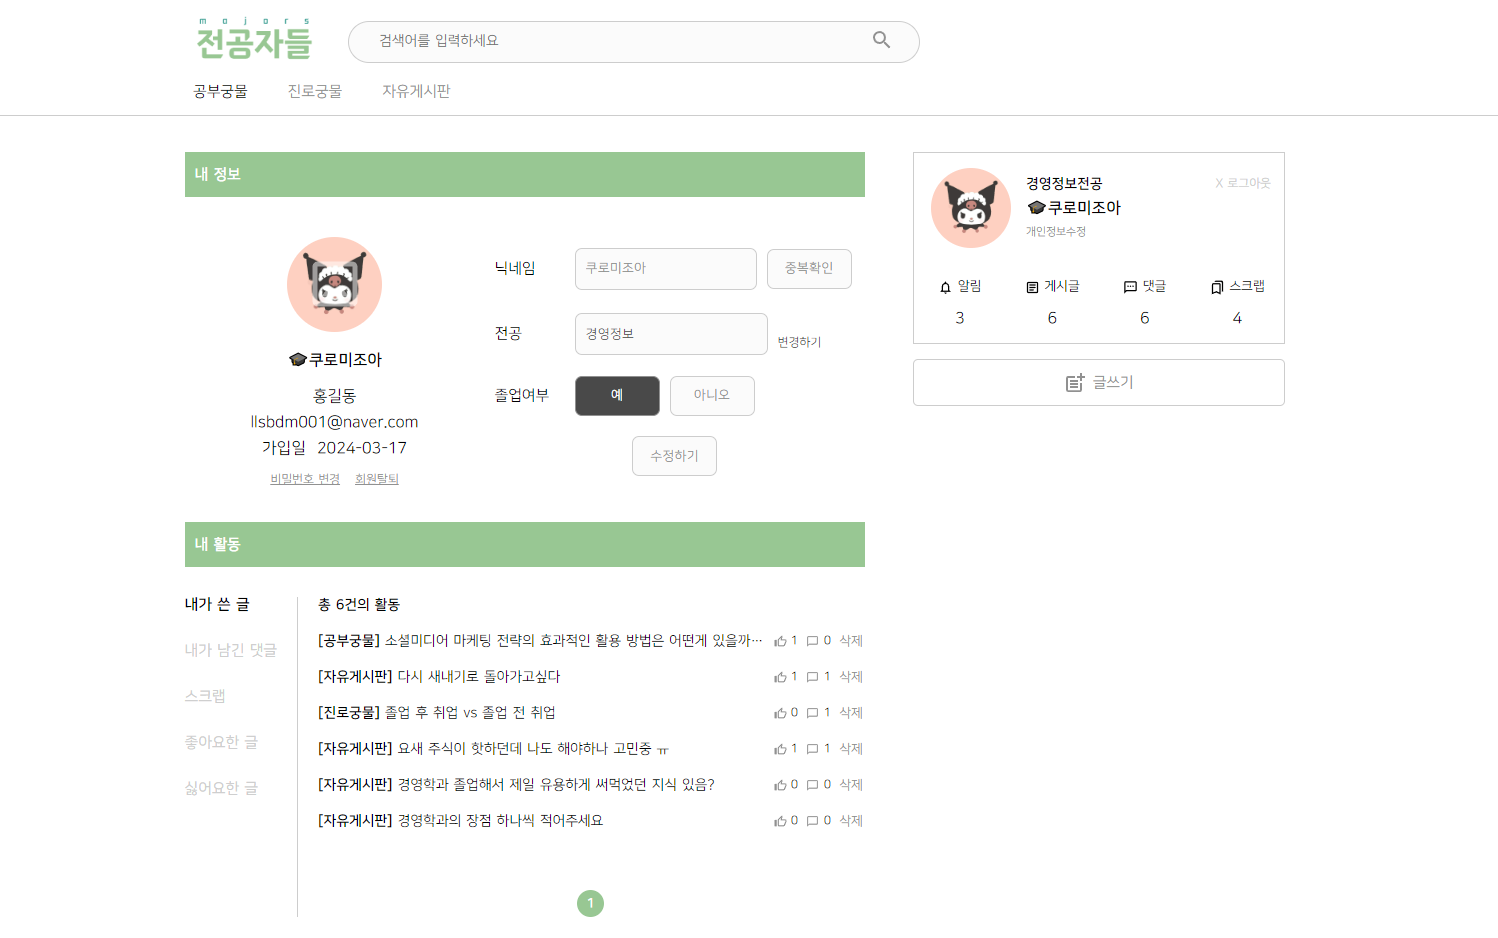 majors
전공자들
검색어를 입력하세요
공부궁물 진로궁물 자유게시판
내 정보
쿠로미조아
홍길동
llsbdm001@naver.com
가입일 2024-03-17
비밀번호 변경 회원탈퇴
닉네임 쿠로미조아 중복확인
전공 경영정보 변경하기
졸업여부 예 아니오
수정하기
경영정보전공 X 로그아웃
쿠로미조아
개인정보수정
알림 게시글 댓글 스크랩
3 6 6 4
글쓰기
내 활동
내가 쓴 글
내가 남긴 댓글
스크랩
좋아요한 글
싫어요한 글
총 6건의 활동
[공부궁물] 소셜미디어 마케팅 전략의 효과적인 활용 방법은 어떤게 있을까… 1 0 삭제
[자유게시판] 다시 새내기로 돌아가고싶다 1 1 삭제
[진로궁물] 졸업 후 취업 vs 졸업 전 취업 0 1 삭제
[자유게시판] 요새 주식이 핫하던데 나도 해야하나 고민중 ㅠ 1 1 삭제
[자유게시판] 경영학과 졸업해서 제일 유용하게 써먹었던 지식 있음? 0 0 삭제
[자유게시판] 경영학과의 장점 하나씩 적어주세요 0 0 삭제
1